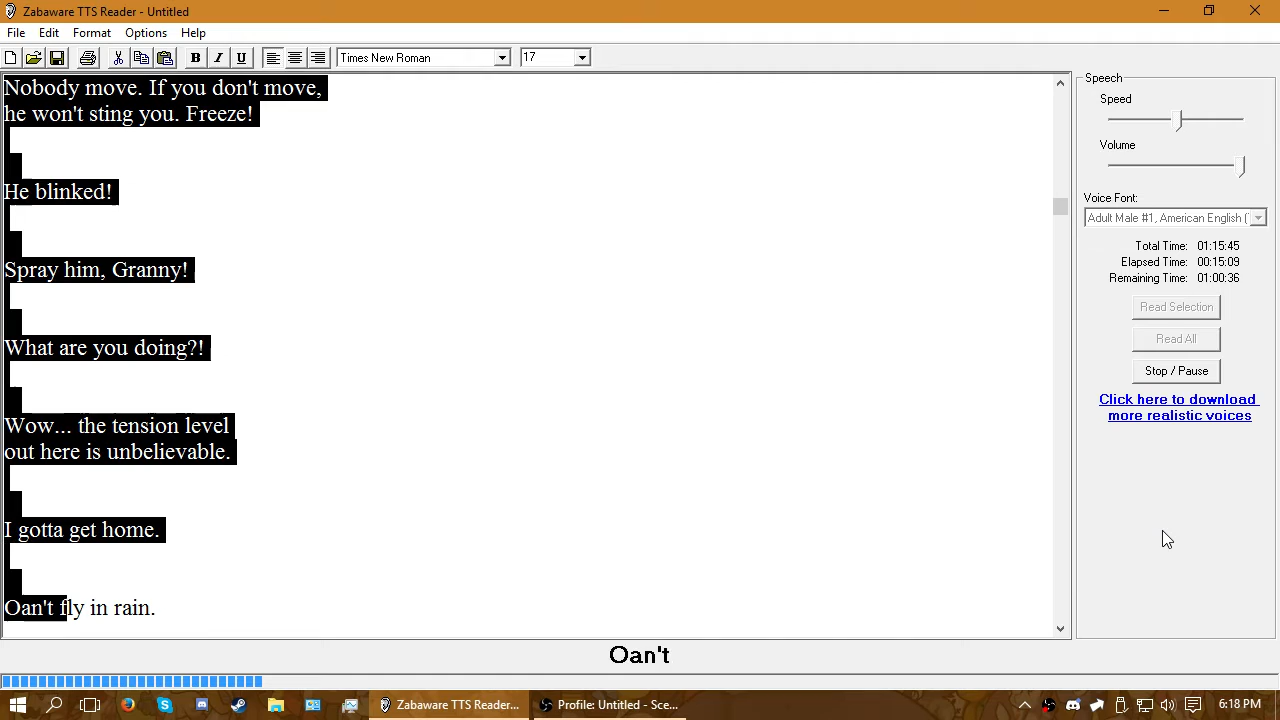 Zabaware TTS Reader - Untitled
File Edit Format Options Help
B I U Times New Roman 17
Nobody move. If you don't move,
he won't sting you. Freeze!
He blinked!
Spray him, Granny!
What are you doing?!
Wow... the tension level
out here is unbelievable.
I gotta get home.
Oan't fly in rain.
Speech
Speed
Volume
Voice Font:
Adult Male #1, American English (
Total Time: 01:15:45
Elapsed Time: 00:15:09
Remaining Time: 01:00:36
Read Selection
Read All
Stop / Pause
Click here to download
more realistic voices
Oan't
Zabaware TTS Reader... Profile: Untitled - Sce... 6:18 PM